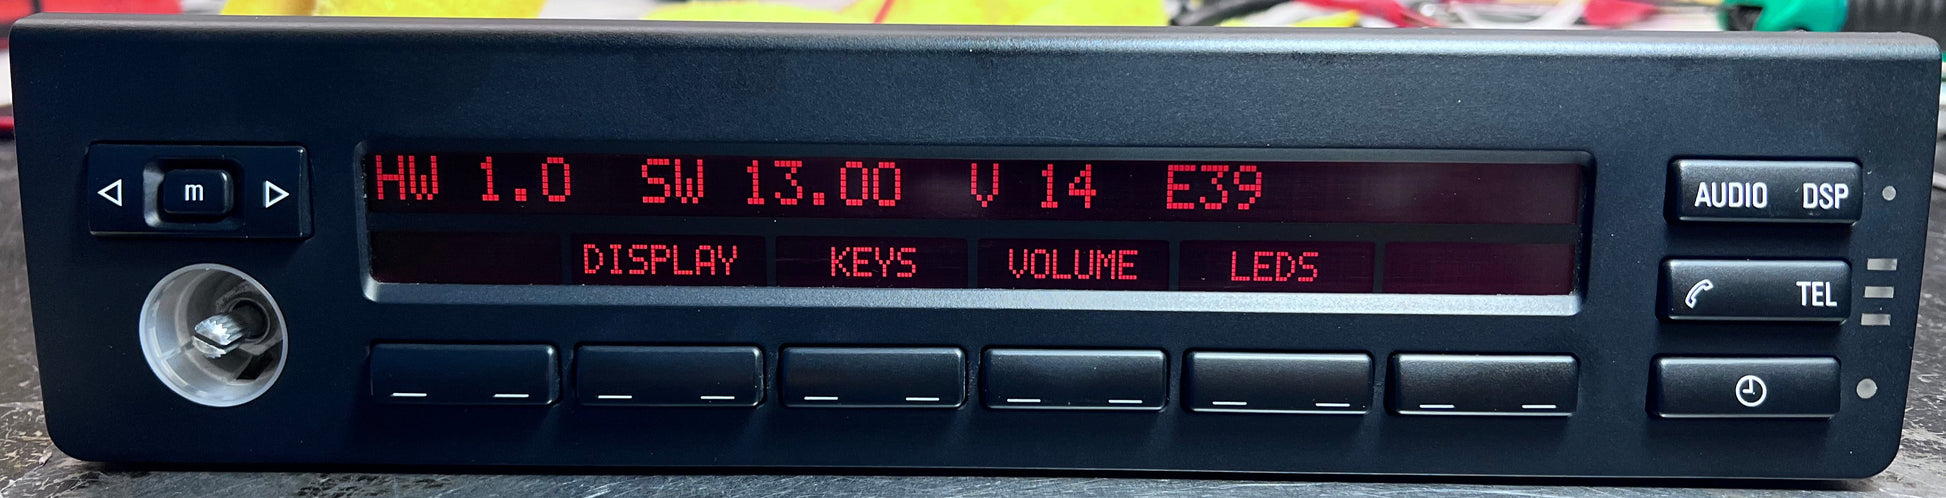 HW 1.0 SW 13.00 V 14 E39
DISPLAY KEYS VOLUME LEDS
m
AUDIO DSP
TEL